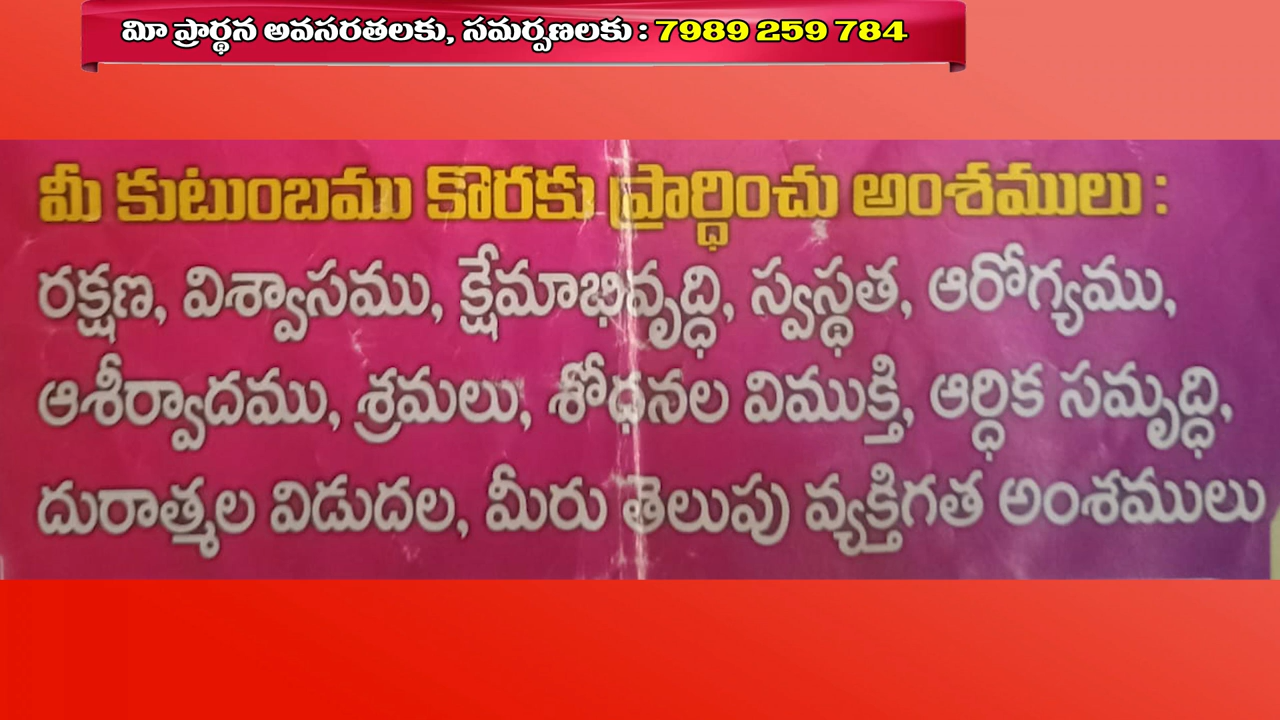 మీ ప్రార్థన అవసరతలకు, సమర్పణలకు : 7989 259 784
మీ కుటుంబము కొరకు ప్రార్ధించు అంశములు :
రక్షణ, విశ్వాసము, క్షేమాభివృద్ధి, స్వస్థత, ఆరోగ్యము,
ఆశీర్వాదము, శ్రమలు, శోధనల విముక్తి, ఆర్ధిక సమృద్ధి,
దురాత్మల విడుదల, మీరు తెలుపు వ్యక్తిగత అంశములు